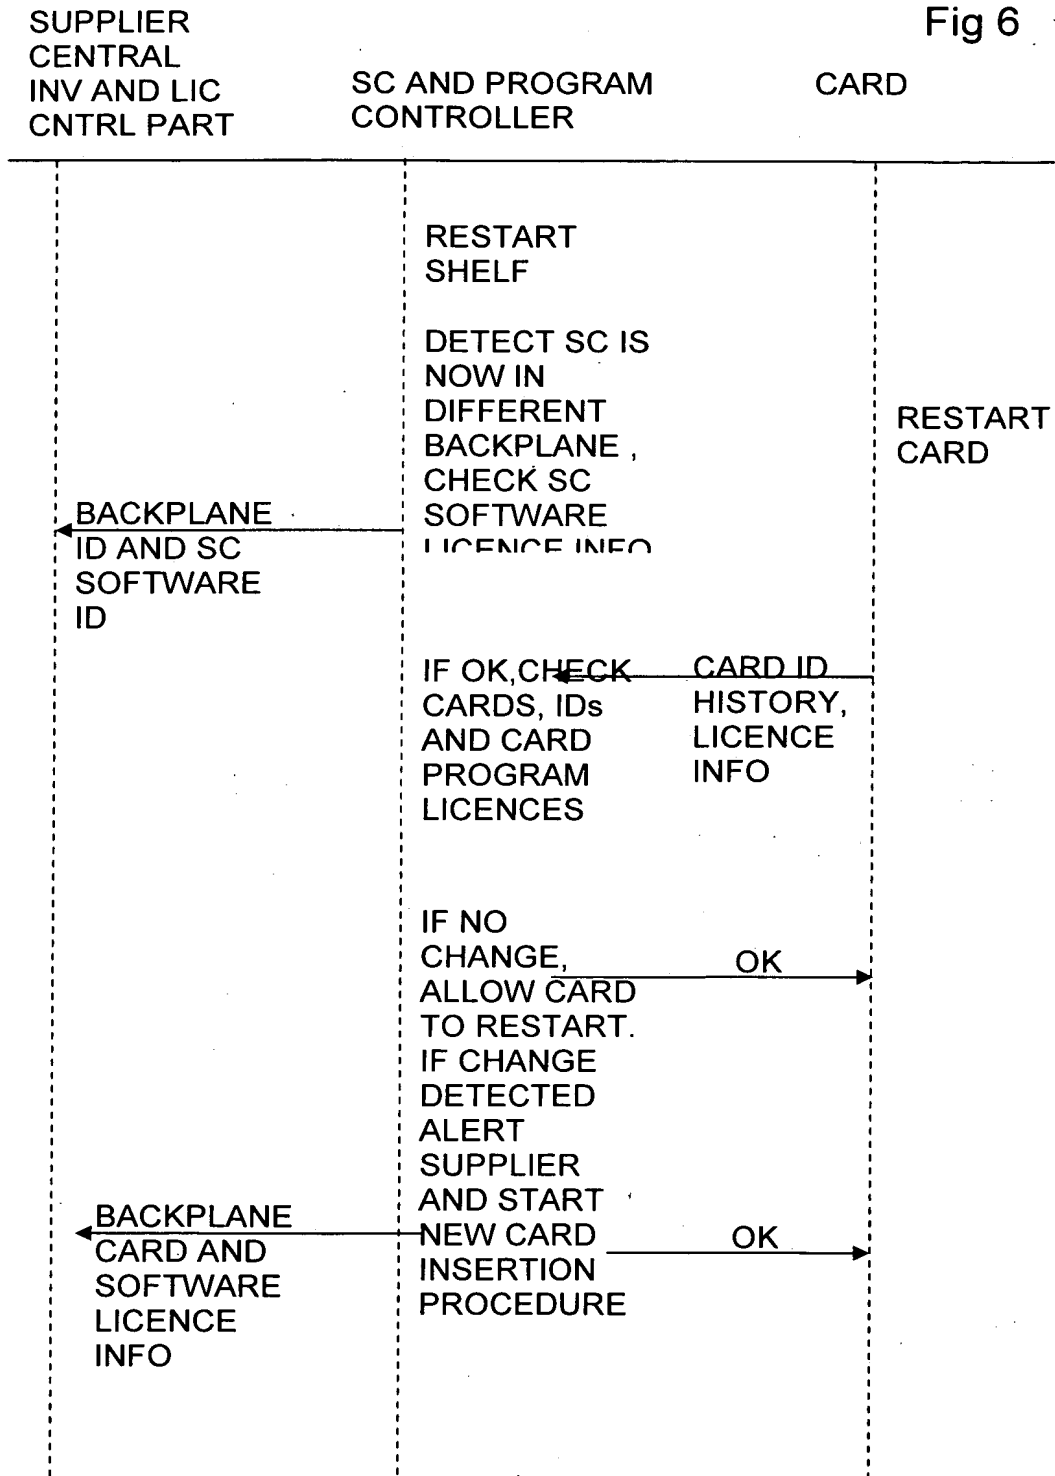 Fig 6
SUPPLIER
CENTRAL
INV AND LIC
CNTRL PART
SC AND PROGRAM
CONTROLLER
CARD
RESTART
SHELF
DETECT SC IS
NOW IN
DIFFERENT
BACKPLANE ,
CHECK SC
SOFTWARE
LICENCE INFO
RESTART
CARD
BACKPLANE
ID AND SC
SOFTWARE
ID
IF OK,CHECK
CARDS, IDs
AND CARD
PROGRAM
LICENCES
CARD ID
HISTORY,
LICENCE
INFO
IF NO
CHANGE,
ALLOW CARD
TO RESTART.
IF CHANGE
DETECTED
ALERT
SUPPLIER
AND START
NEW CARD
INSERTION
PROCEDURE
OK
BACKPLANE
CARD AND
SOFTWARE
LICENCE
INFO
OK